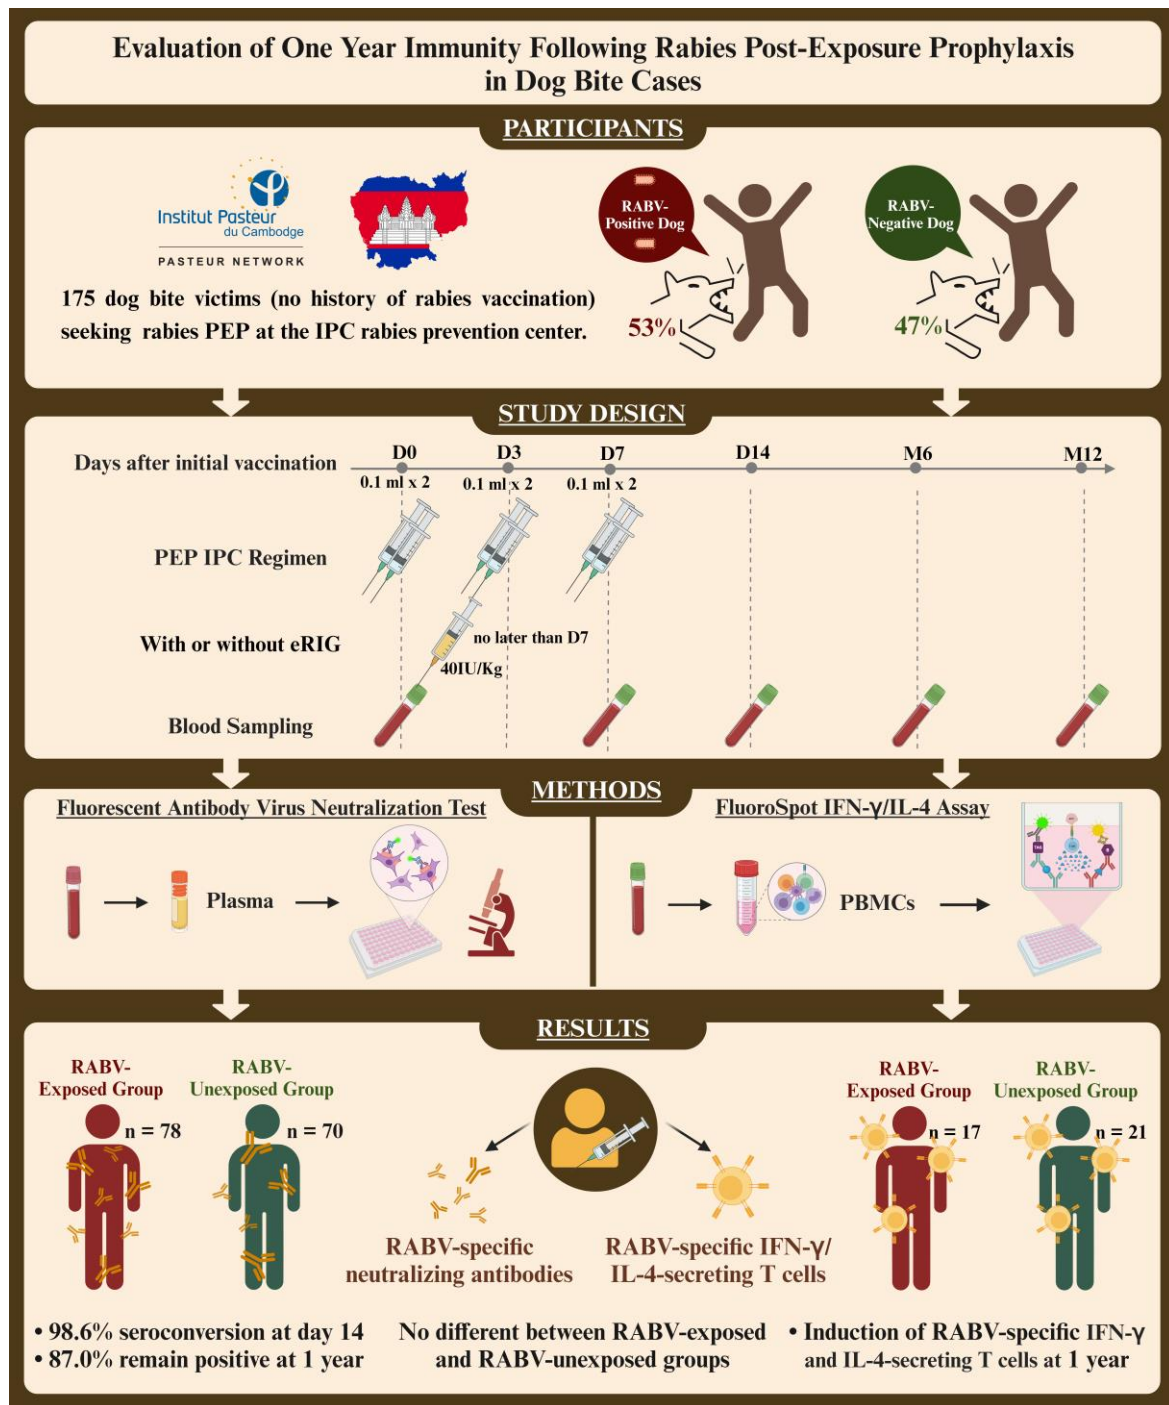 Evaluation of One Year Immunity Following Rabies Post-Exposure Prophylaxis
in Dog Bite Cases
PARTICIPANTS
Institut Pasteur
du Cambodge
PASTEUR NETWORK
175 dog bite victims (no history of rabies vaccination)
seeking rabies PEP at the IPC rabies prevention center.
RABV-
Positive Dog
53%
RABV-
Negative Dog
47%
STUDY DESIGN
Days after initial vaccination
D0
D3
D7
D14
M6
M12
0.1 ml x 2
0.1 ml x 2
0.1 ml x 2
PEP IPC Regimen
With or without eRIG
no later than D7
40IU/Kg
Blood Sampling
METHODS
Fluorescent Antibody Virus Neutralization Test
Plasma
FluoroSpot IFN-γ/IL-4 Assay
PBMCs
RESULTS
RABV-
Exposed Group
n = 78
RABV-
Unexposed Group
n = 70
RABV-specific
neutralizing antibodies
RABV-specific IFN-γ/
IL-4-secreting T cells
RABV-
Exposed Group
n = 17
RABV-
Unexposed Group
n = 21
• 98.6% seroconversion at day 14
• 87.0% remain positive at 1 year
No different between RABV-exposed
and RABV-unexposed groups
• Induction of RABV-specific IFN-γ
and IL-4-secreting T cells at 1 year